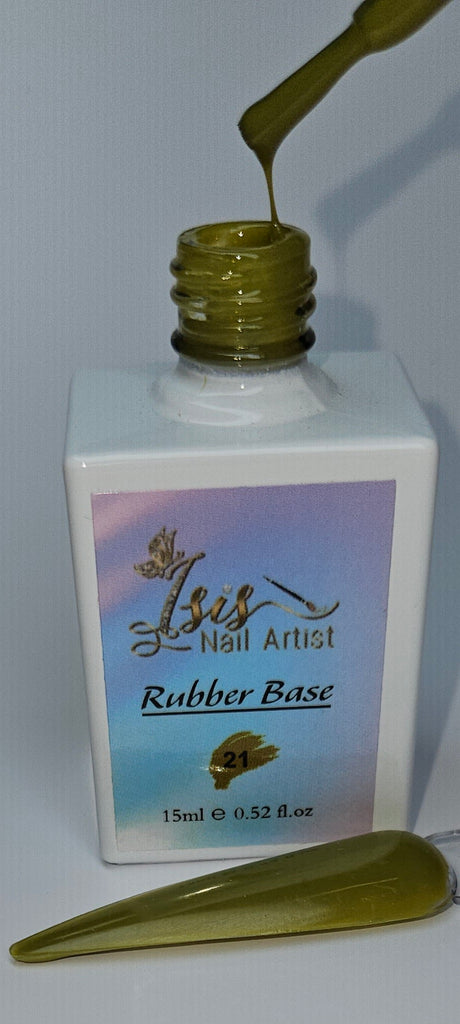 Isis
Nail Artist
Rubber Base
21
15ml ℮ 0.52 fl.oz